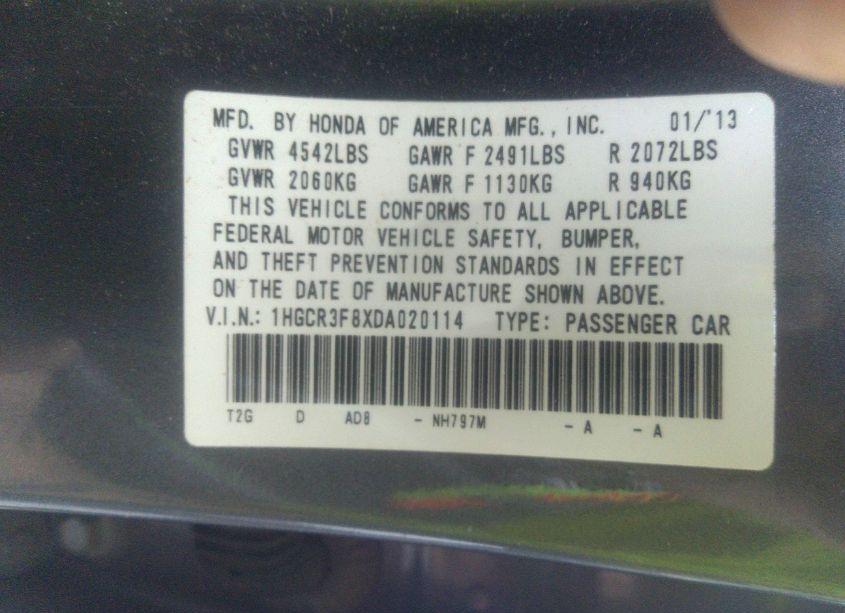 MFD. BY HONDA OF AMERICA MFG., INC. 01/'13
GVWR 4542LBS GAWR F 2491LBS R 2072LBS
GVWR 2060KG GAWR F 1130KG R 940KG
THIS VEHICLE CONFORMS TO ALL APPLICABLE
FEDERAL MOTOR VEHICLE SAFETY, BUMPER,
AND THEFT PREVENTION STANDARDS IN EFFECT
ON THE DATE OF MANUFACTURE SHOWN ABOVE.
V.I.N.: 1HGCR3F8XDA020114 TYPE: PASSENGER CAR
T2G D AD8 - NH797M - A - A